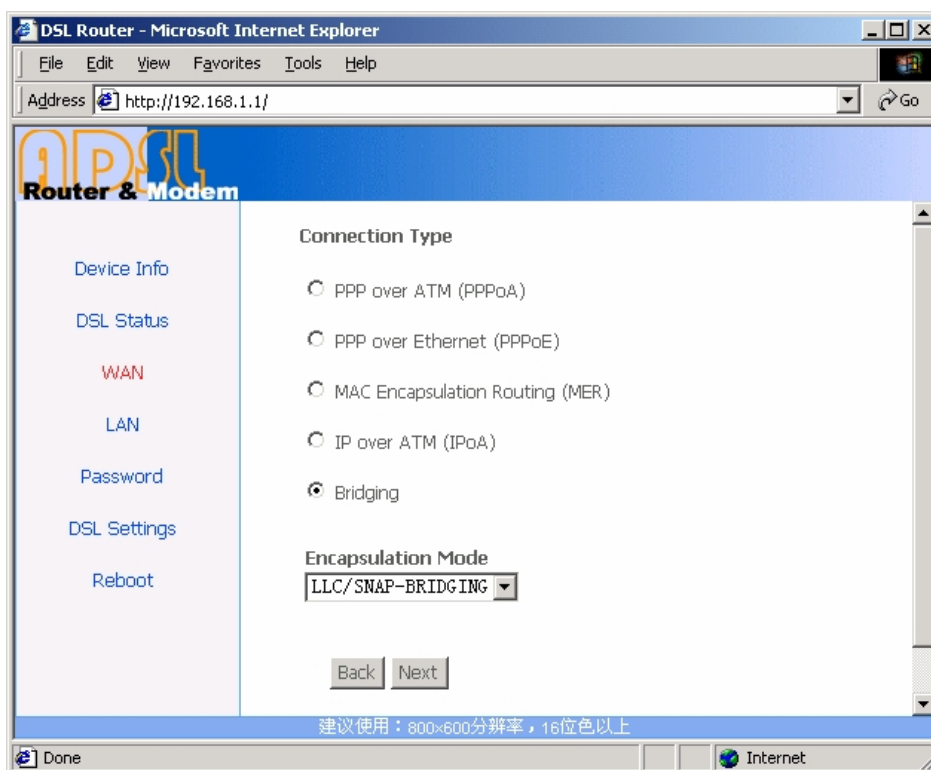 DSL Router - Microsoft Internet Explorer
File Edit View Favorites Tools Help
Address http://192.168.1.1/ Go
ADSL
Router & Modem
Device Info
DSL Status
WAN
LAN
Password
DSL Settings
Reboot
Connection Type
PPP over ATM (PPPoA)
PPP over Ethernet (PPPoE)
MAC Encapsulation Routing (MER)
IP over ATM (IPoA)
Bridging
Encapsulation Mode
LLC/SNAP-BRIDGING
Back Next
建议使用：800×600分辨率，16位色以上
Done Internet